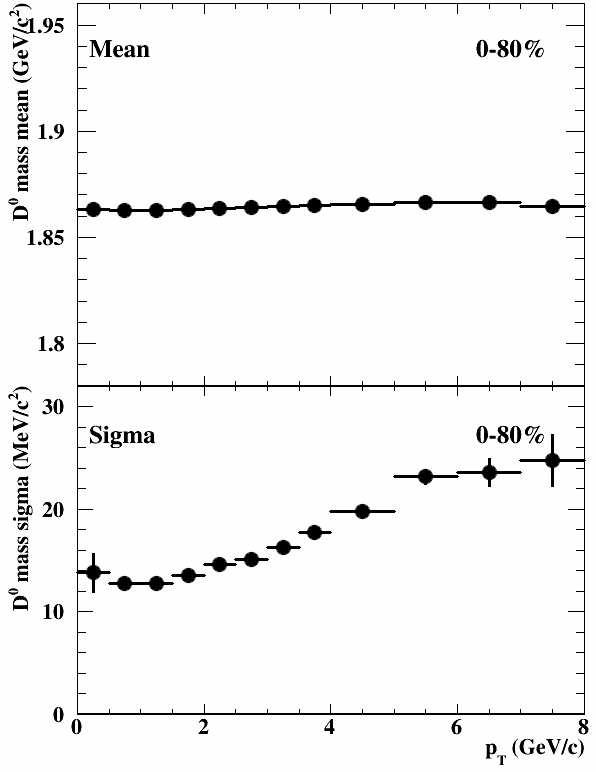 D⁰ mass mean (GeV/c²)
1.95
Mean 0-80%
1.9
1.85
1.8
D⁰ mass sigma (MeV/c²)
30
Sigma 0-80%
20
10
0
0 2 4 6 8
p_T (GeV/c)